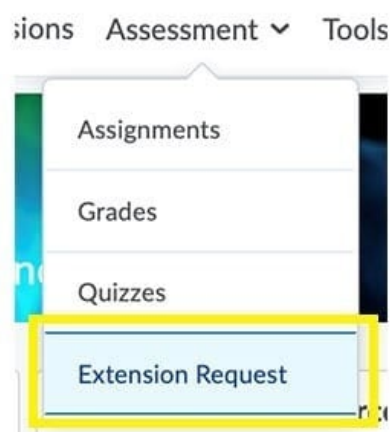 sions Assessment Tools
Assignments
Grades
Quizzes
Extension Request